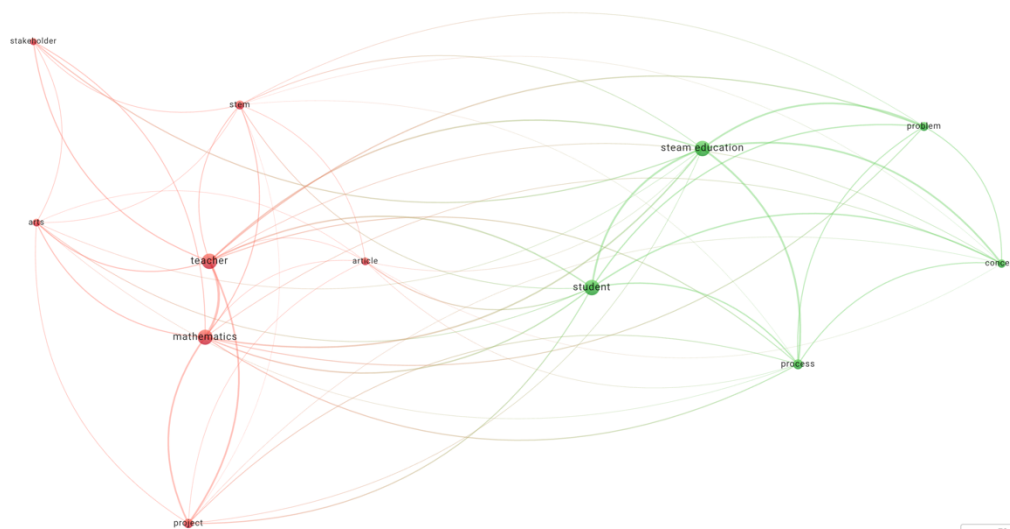 stakeholder
stem
problem
steam education
arts
teacher
article
conce
student
mathematics
process
project